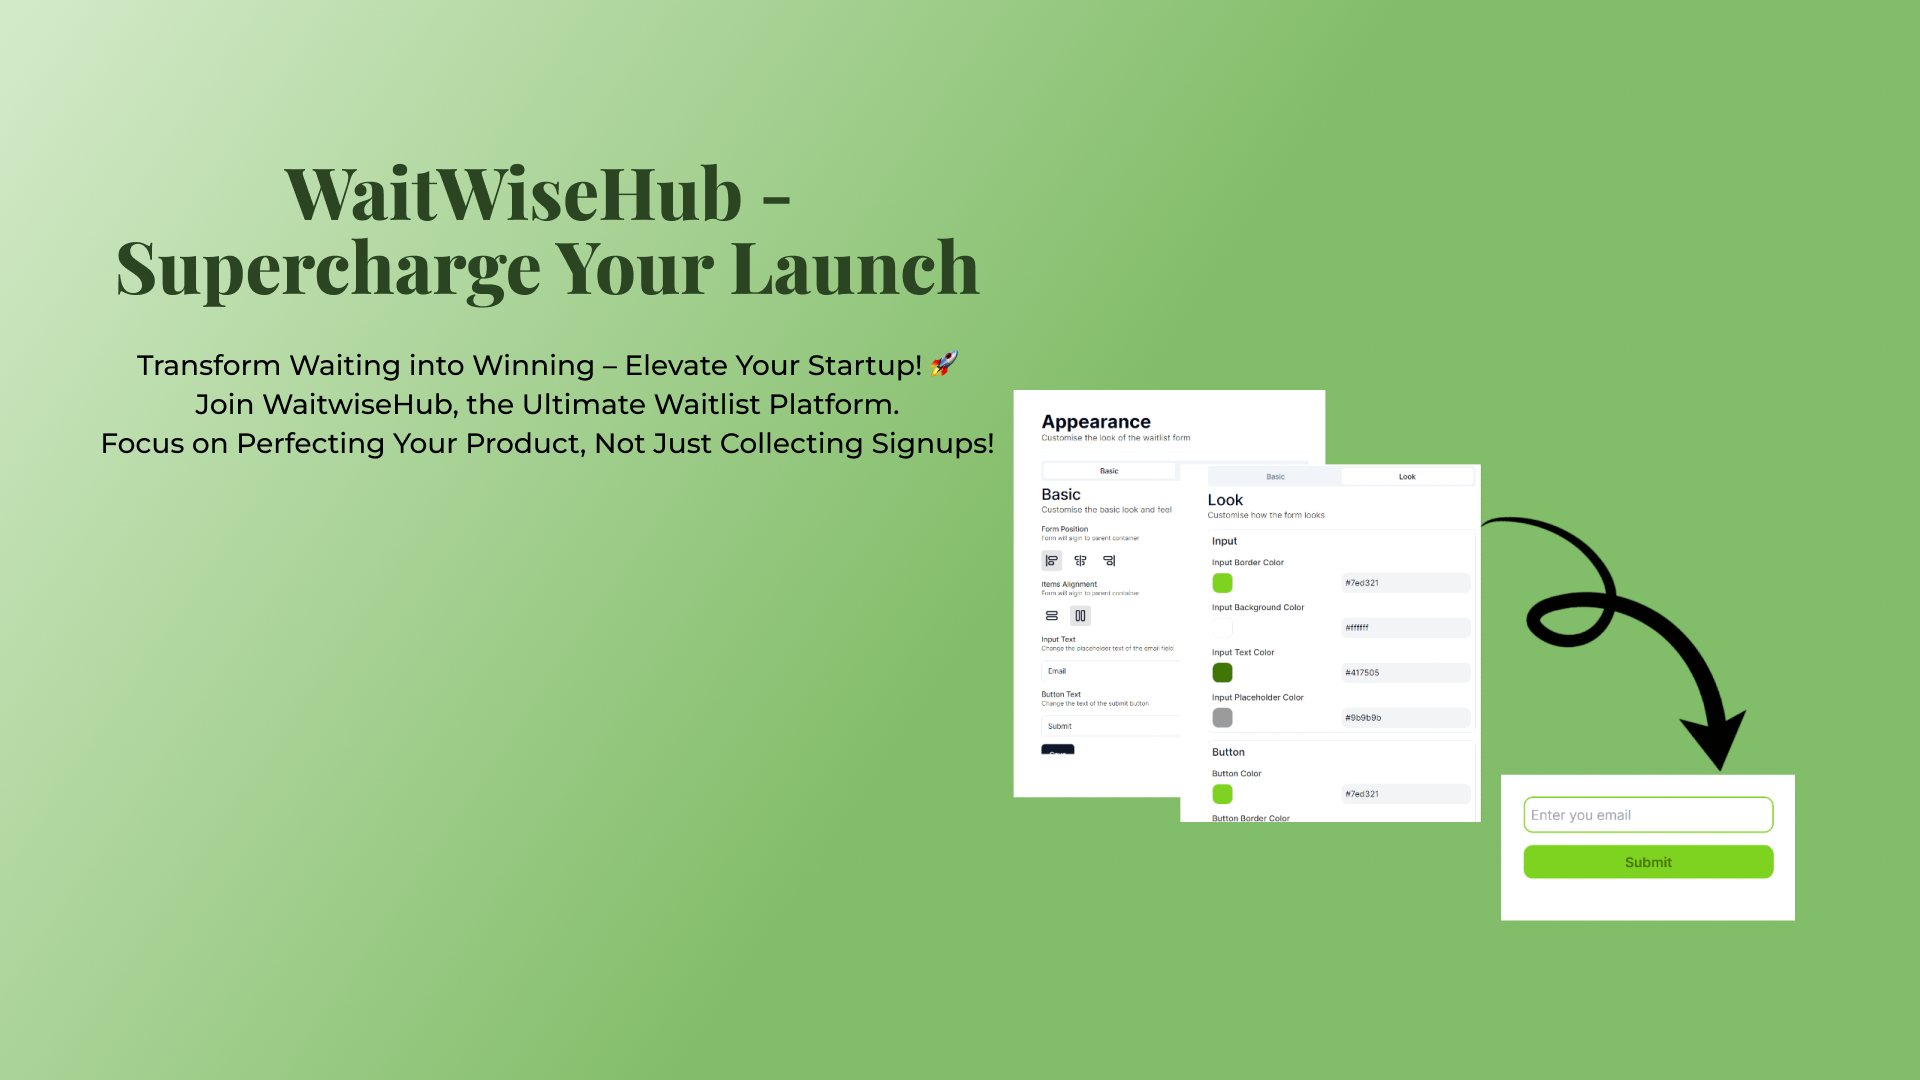 WaitWiseHub -
Supercharge Your Launch
Transform Waiting into Winning – Elevate Your Startup! 🚀
Join WaitwiseHub, the Ultimate Waitlist Platform.
Focus on Perfecting Your Product, Not Just Collecting Signups!
Appearance
Customise the look of the waitlist form
Basic
Basic
Customise the basic look and feel
Form Position
Form will algin to parent container
Items Alignment
Form will algin to parent container
Input Text
Change the placeholder text of the email field
Email
Button Text
Change the text of the submit button
Submit
Basic
Look
Look
Customise how the form looks
Input
Input Border Color
#7ed321
Input Background Color
#ffffff
Input Text Color
#417505
Input Placeholder Color
#9b9b9b
Button
Button Color
#7ed321
Button Border Color
Enter you email
Submit